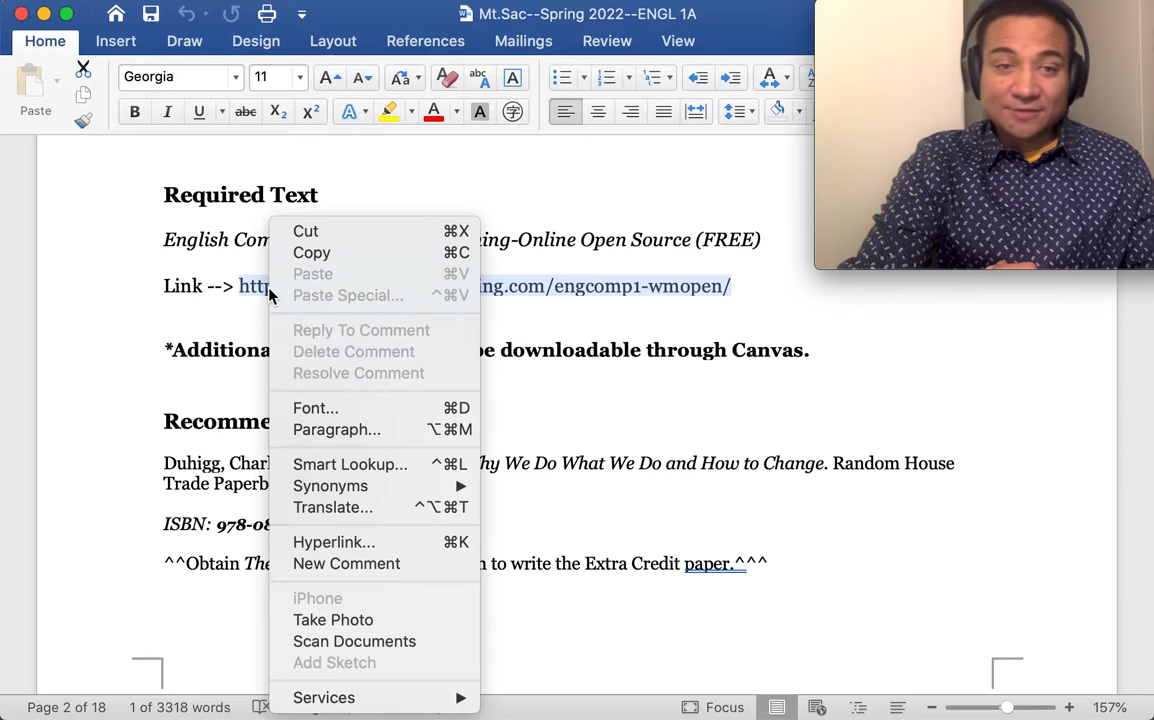 Mt.Sac--Spring 2022--ENGL 1A
Home Insert Draw Design Layout References Mailings Review View
Paste
Georgia 11
B I U abc X₂ X²
Required Text
English Com ing-Online Open Source (FREE)
Link --> http ing.com/engcomp1-wmopen/
*Additiona be downloadable through Canvas.
Recomme
Duhigg, Charl hy We Do What We Do and How to Change. Random House
Trade Paperb
ISBN: 978-08
^^Obtain The to write the Extra Credit paper.^^^
Cut ⌘X
Copy ⌘C
Paste ⌘V
Paste Special... ^⌘V
Reply To Comment
Delete Comment
Resolve Comment
Font... ⌘D
Paragraph... ⌥⌘M
Smart Lookup... ^⌘L
Synonyms
Translate... ^⌥⌘T
Hyperlink... ⌘K
New Comment
iPhone
Take Photo
Scan Documents
Add Sketch
Services
Page 2 of 18 1 of 3318 words Focus 157%